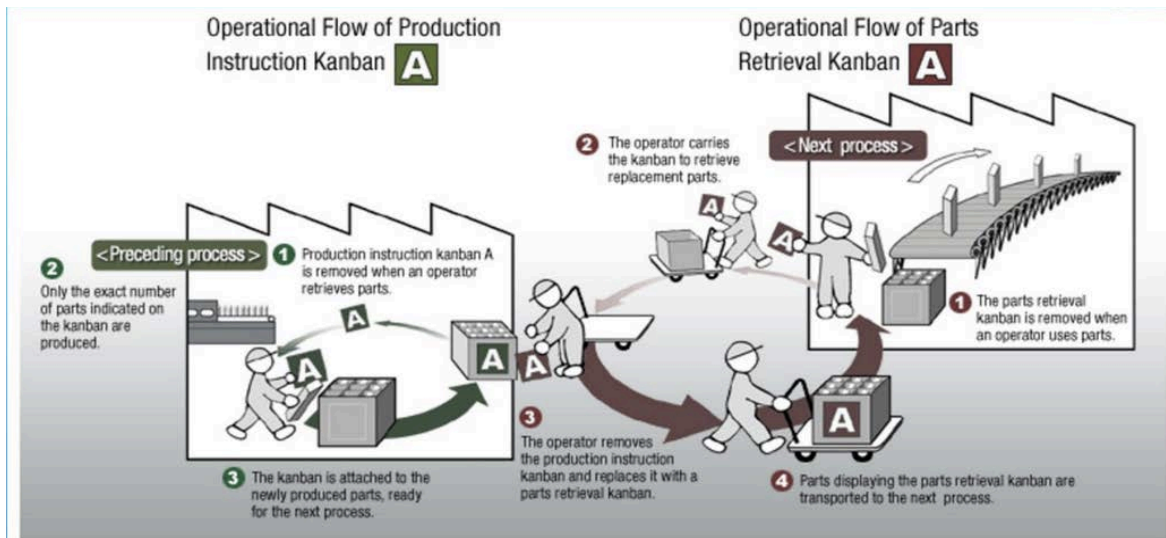 Operational Flow of Production
Instruction Kanban A
Operational Flow of Parts
Retrieval Kanban A
<Next process>
2 The operator carries
the kanban to retrieve
replacement parts.
A
A
1 The parts retrieval
kanban is removed when
an operator uses parts.
<Preceding process>
1 Production instruction kanban A
is removed when an operator
retrieves parts.
2
Only the exact number
of parts indicated on
the kanban are
produced.
A
A
A
A
3
The operator removes
the production instruction
kanban and replaces it with a
parts retrieval kanban.
A
3 The kanban is attached to the
newly produced parts, ready
for the next process.
4 Parts displaying the parts retrieval kanban are
transported to the next process.